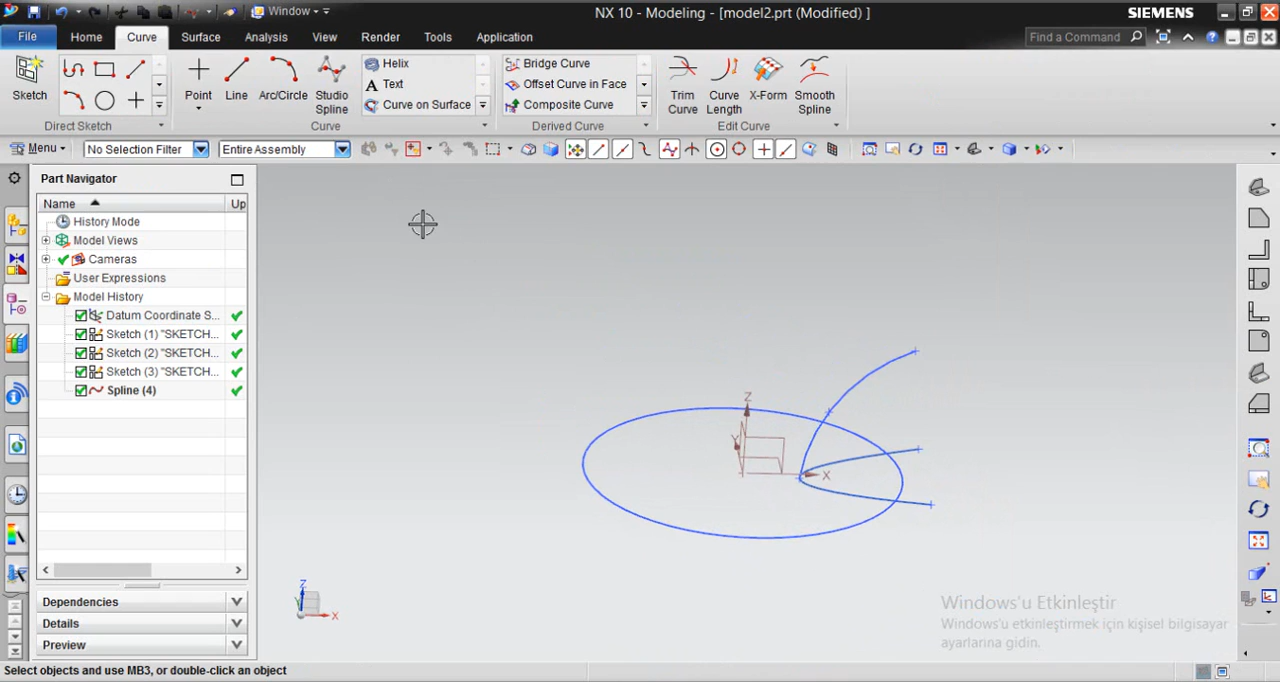 Window
NX 10 - Modeling - [model2.prt (Modified) ]
SIEMENS
File Home Curve Surface Analysis View Render Tools Application
Find a Command
Sketch
Point
Line
Arc/Circle
Studio Spline
Helix
Text
Curve on Surface
Bridge Curve
Offset Curve in Face
Composite Curve
Trim Curve
Curve Length
X-Form
Smooth Spline
Direct Sketch
Curve
Derived Curve
Edit Curve
Menu
No Selection Filter
Entire Assembly
Part Navigator
Name Up
History Mode
Model Views
Cameras
User Expressions
Model History
Datum Coordinate S...
Sketch (1) "SKETCH...
Sketch (2) "SKETCH...
Sketch (3) "SKETCH...
Spline (4)
Dependencies
Details
Preview
Z
Y
X
Z
X
Windows'u Etkinleştir
Windows'u etkinleştirmek için kişisel bilgisayar
ayarlarına gidin.
Select objects and use MB3, or double-click an object